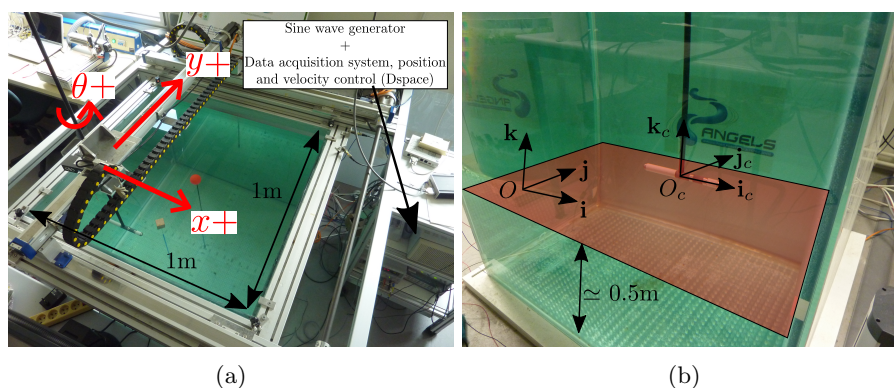 Sine wave generator
+
Data acquisition system, position
and velocity control (Dspace)
y+
θ+
x+
1m
1m
k
j
O
i
k_c
ANGELS
j_c
O_c
i_c
≃ 0.5m
(a)
(b)